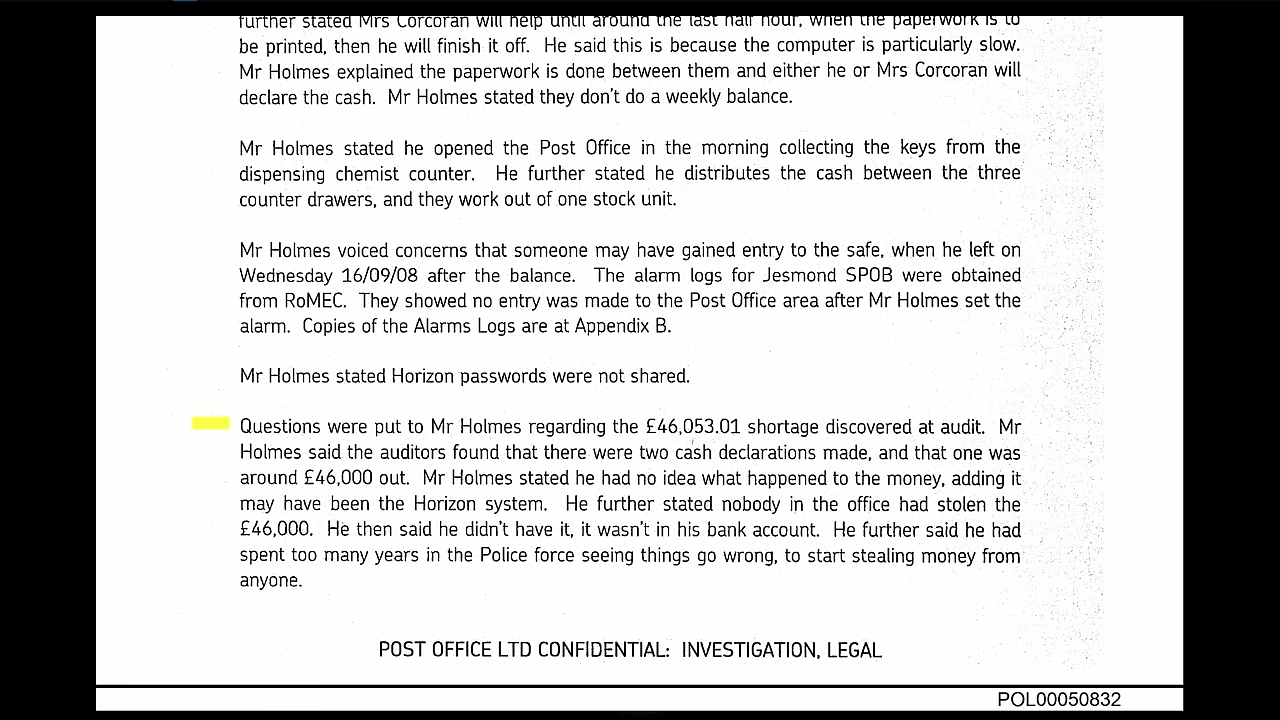 further stated Mrs Corcoran will help until around the last half hour, when the paperwork is to
be printed, then he will finish it off. He said this is because the computer is particularly slow.
Mr Holmes explained the paperwork is done between them and either he or Mrs Corcoran will
declare the cash. Mr Holmes stated they don't do a weekly balance.
Mr Holmes stated he opened the Post Office in the morning collecting the keys from the
dispensing chemist counter. He further stated he distributes the cash between the three
counter drawers, and they work out of one stock unit.
Mr Holmes voiced concerns that someone may have gained entry to the safe, when he left on
Wednesday 16/09/08 after the balance. The alarm logs for Jesmond SPOB were obtained
from RoMEC. They showed no entry was made to the Post Office area after Mr Holmes set the
alarm. Copies of the Alarms Logs are at Appendix B.
Mr Holmes stated Horizon passwords were not shared.
Questions were put to Mr Holmes regarding the £46,053.01 shortage discovered at audit. Mr
Holmes said the auditors found that there were two cash declarations made, and that one was
around £46,000 out. Mr Holmes stated he had no idea what happened to the money, adding it
may have been the Horizon system. He further stated nobody in the office had stolen the
£46,000. He then said he didn't have it, it wasn't in his bank account. He further said he had
spent too many years in the Police force seeing things go wrong, to start stealing money from
anyone.
POST OFFICE LTD CONFIDENTIAL: INVESTIGATION, LEGAL
POL00050832